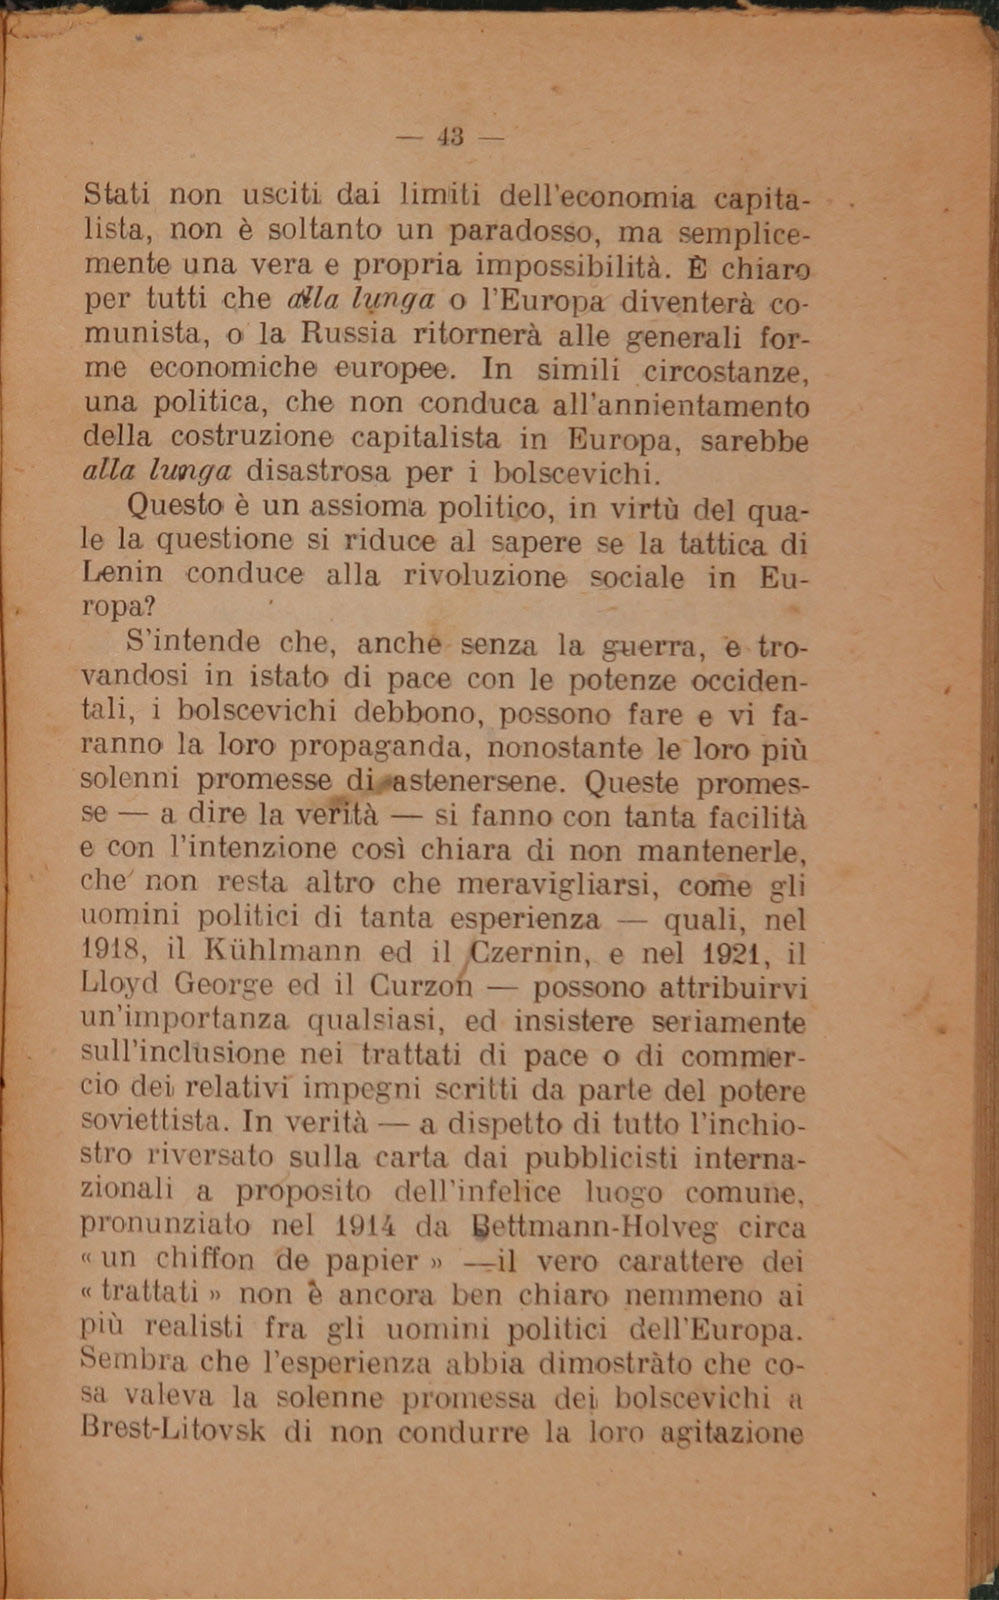 — 43 —
Stati non usciti dai limiti dell'economia capita-
lista, non è soltanto un paradosso, ma semplice-
mente una vera e propria impossibilità. È chiaro
per tutti che alla lunga o l'Europa diventerà co-
munista, o la Russia ritornerà alle generali for-
me economiche europee. In simili circostanze,
una politica, che non conduca all'annientamento
della costruzione capitalista in Europa, sarebbe
alla lunga disastrosa per i bolscevichi.
Questo è un assioma politico, in virtù del qua-
le la questione si riduce al sapere se la tattica di
Lenin conduce alla rivoluzione sociale in Eu-
ropa?
S'intende che, anche senza la guerra, e tro-
vandosi in istato di pace con le potenze occiden-
tali, i bolscevichi debbono, possono fare e vi fa-
ranno la loro propaganda, nonostante le loro più
solenni promesse di astenersene. Queste promes-
se — a dire la verità — si fanno con tanta facilità
e con l'intenzione così chiara di non mantenerle,
che non resta altro che meravigliarsi, come gli
uomini politici di tanta esperienza — quali, nel
1918, il Kühlmann ed il Czernin, e nel 1921, il
Lloyd George ed il Curzon — possono attribuirvi
un'importanza qualsiasi, ed insistere seriamente
sull'inclusione nei trattati di pace o di commer-
cio dei relativi impegni scritti da parte del potere
soviettista. In verità — a dispetto di tutto l'inchio-
stro riversato sulla carta dai pubblicisti interna-
zionali a proposito dell'infelice luogo comune,
pronunziato nel 1914 da Bettmann-Holveg circa
« un chiffon de papier » — il vero carattere dei
« trattati » non è ancora ben chiaro nemmeno ai
più realisti fra gli uomini politici dell'Europa.
Sembra che l'esperienza abbia dimostràto che co-
sa valeva la solenne promessa dei bolscevichi a
Brest-Litovsk di non condurre la loro agitazione